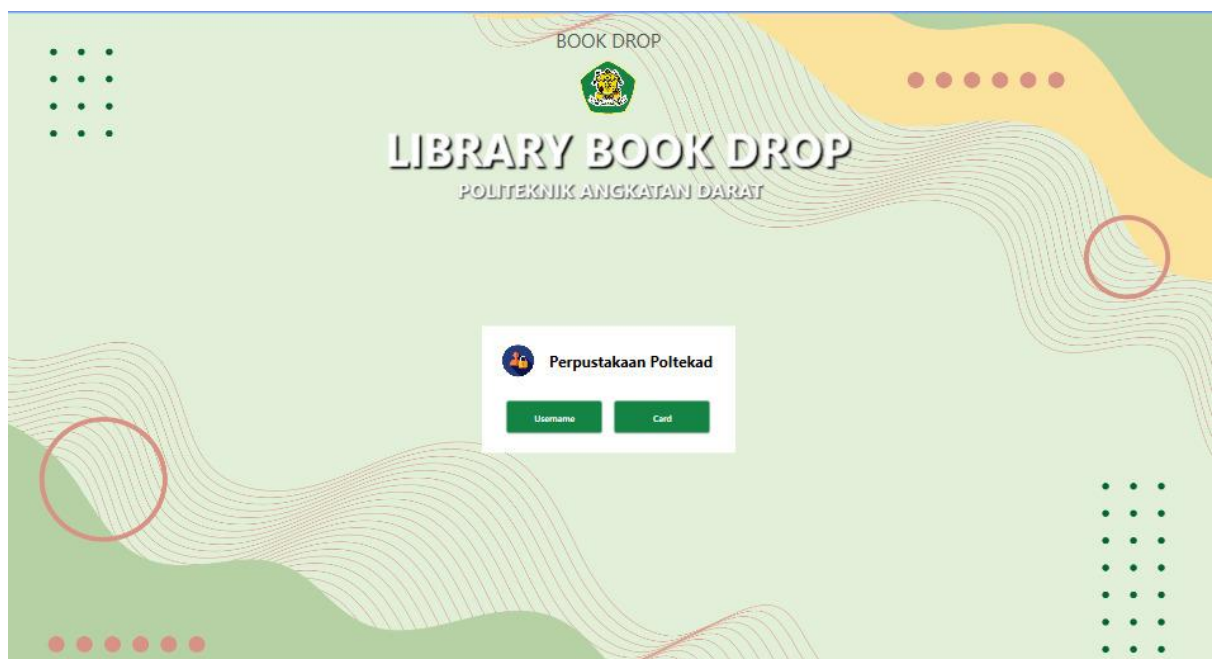 BOOK DROP
LIBRARY BOOK DROP
POLITEKNIK ANGKATAN DARAT
Perpustakaan Poltekad
Username
Card